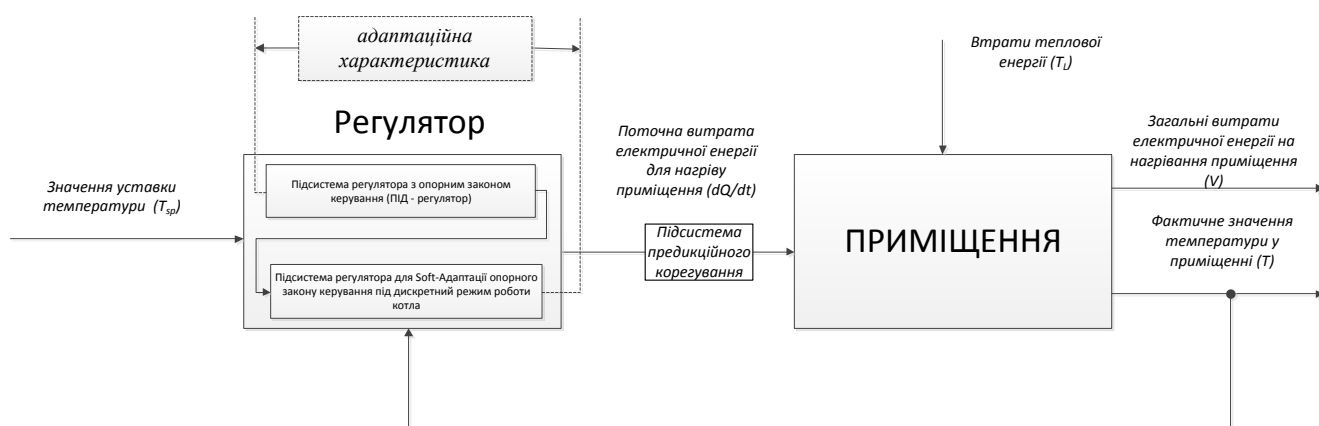 адаптаційна
характеристика
Регулятор
Значення уставки
температури (Tsp)
Підсистема регулятора з опорним законом
керування (ПІД - регулятор)
Підсистема регулятора для Soft-Адаптації опорного
закону керування під дискретний режим роботи
котла
Поточна витрата
електричної енергії
для нагріву
приміщення (dQ/dt)
Підсистема
предикційного
корегування
Втрати теплової
енергії (TL)
ПРИМІЩЕННЯ
Загальні витрати
електричної енергії на
нагрівання приміщення
(V)
Фактичне значення
температури у
приміщенні (T)